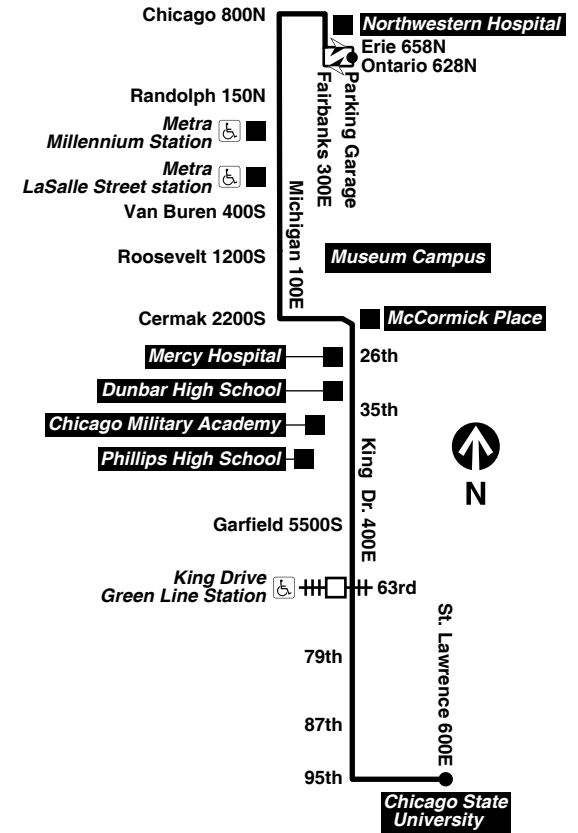 Chicago 800N
Northwestern Hospital
Erie 658N
Ontario 628N
Parking Garage
Fairbanks 300E
Randolph 150N
Metra
Millennium Station
Metra
LaSalle Street station
Van Buren 400S
Michigan 100E
Roosevelt 1200S
Museum Campus
Cermak 2200S
McCormick Place
Mercy Hospital
26th
Dunbar High School
35th
Chicago Military Academy
Phillips High School
King Dr. 400E
N
Garfield 5500S
King Drive
Green Line Station
63rd
St. Lawrence 600E
79th
87th
95th
Chicago State
University